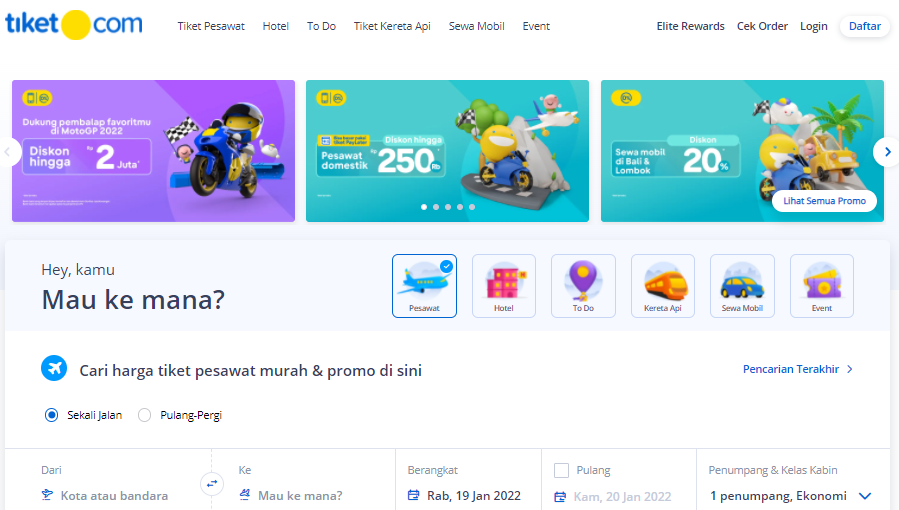 tiket com
Tiket Pesawat
Hotel
To Do
Tiket Kereta Api
Sewa Mobil
Event
Elite Rewards
Cek Order
Login
Daftar
Dukung pembalap favoritmu
di MotoGP 2022
Diskon
hingga
Rp
2 Juta*
Diskon hingga
Pesawat
domestik
Rp
250Rb
Sewa mobil
di Bali &
Lombok
Diskon
20%
Lihat Semua Promo
Hey, kamu
Mau ke mana?
Pesawat
Hotel
To Do
Kereta Api
Sewa Mobil
Event
Cari harga tiket pesawat murah & promo di sini
Pencarian Terakhir
Sekali Jalan
Pulang-Pergi
Dari
Ke
Berangkat
Pulang
Penumpang & Kelas Kabin
Kota atau bandara
Mau ke mana?
Rab, 19 Jan 2022
Kam, 20 Jan 2022
1 penumpang, Ekonomi